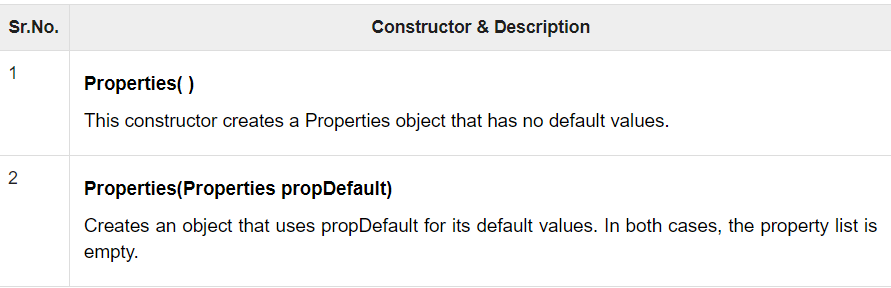 Sr.No. Constructor & Description
1
Properties( )
This constructor creates a Properties object that has no default values.
2
Properties(Properties propDefault)
Creates an object that uses propDefault for its default values. In both cases, the property list is
empty.